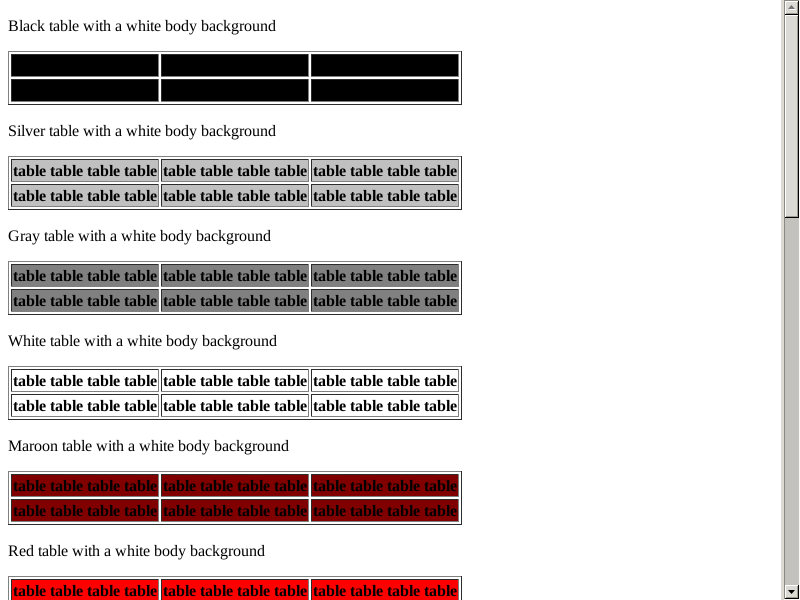 Black table with a white body background
Silver table with a white body background
table table table table table table table table table table table table
table table table table table table table table table table table table
Gray table with a white body background
table table table table table table table table table table table table
table table table table table table table table table table table table
White table with a white body background
table table table table table table table table table table table table
table table table table table table table table table table table table
Maroon table with a white body background
table table table table table table table table table table table table
table table table table table table table table table table table table
Red table with a white body background
table table table table table table table table table table table table